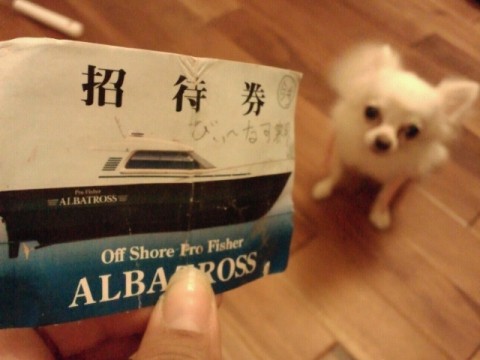 招待券
Pro Fisher
ALBATROSS
Off Shore Pro Fisher
ALBATROSS